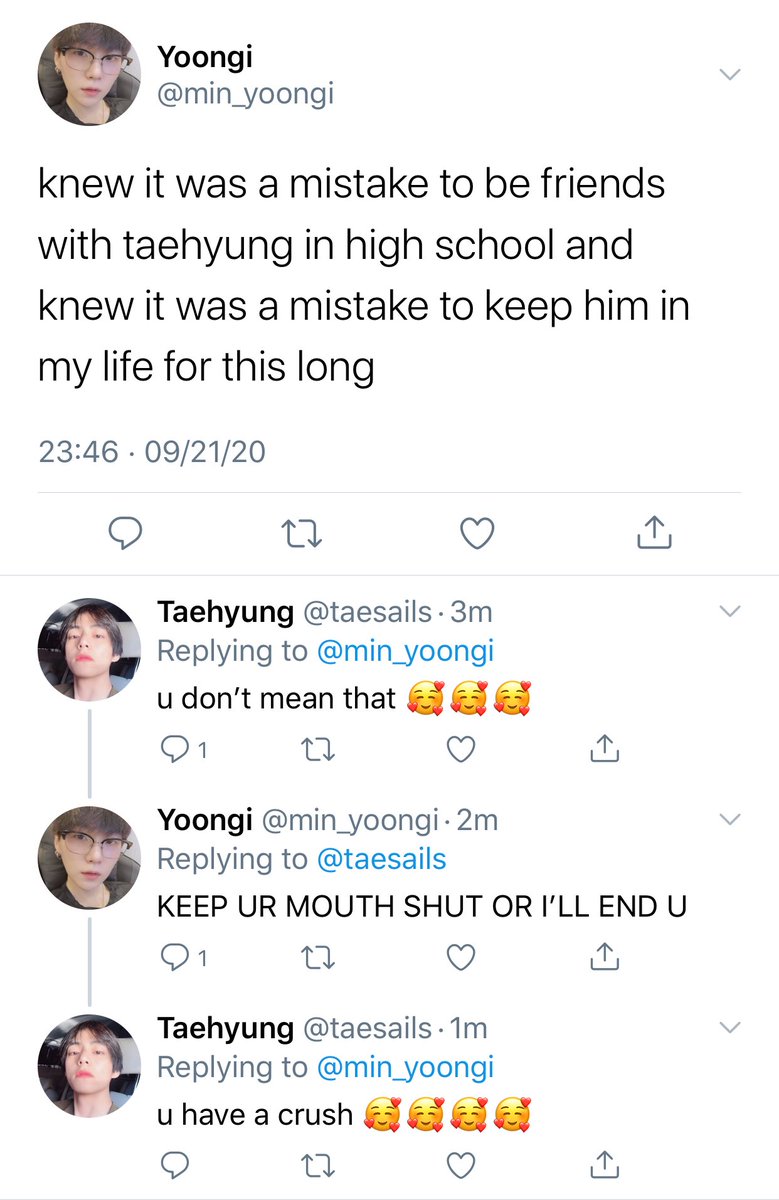 Yoongi
@min_yoongi
knew it was a mistake to be friends
with taehyung in high school and
knew it was a mistake to keep him in
my life for this long
23:46 · 09/21/20
Taehyung @taesails · 3m
Replying to @min_yoongi
u don’t mean that 🥰🥰🥰
1
Yoongi @min_yoongi · 2m
Replying to @taesails
KEEP UR MOUTH SHUT OR I’LL END U
1
Taehyung @taesails · 1m
Replying to @min_yoongi
u have a crush 🥰🥰🥰🥰